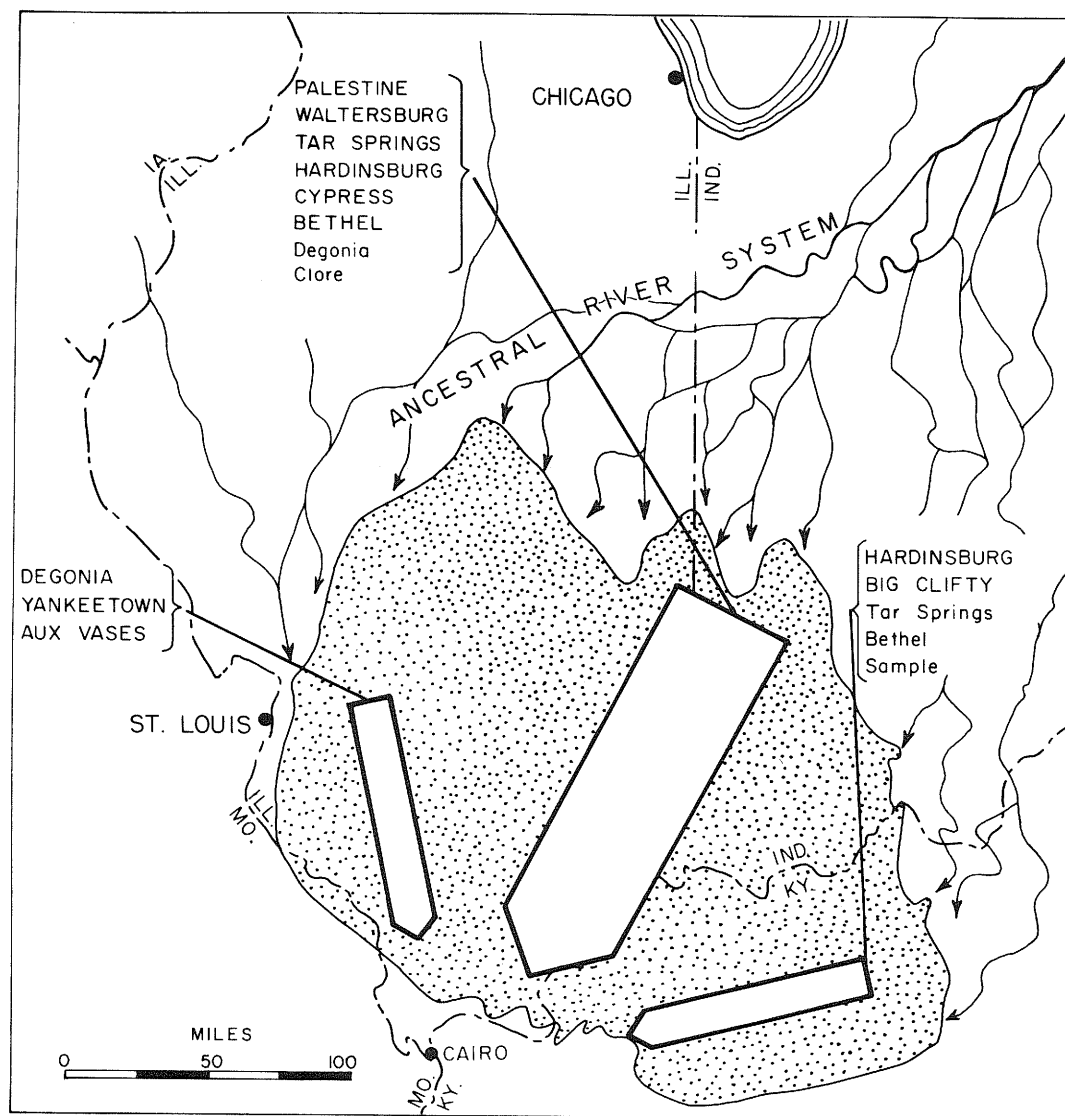 PALESTINE
WALTERSBURG
TAR SPRINGS
HARDINSBURG
CYPRESS
BETHEL
Degonia
Clore
CHICAGO
IA.
ILL.
ILL.
IND.
ANCESTRAL RIVER SYSTEM
DEGONIA
YANKEETOWN
AUX VASES
HARDINSBURG
BIG CLIFTY
Tar Springs
Bethel
Sample
ST. LOUIS
ILL.
MO.
IND.
KY.
MILES
0 50 100
CAIRO
MO.
KY.